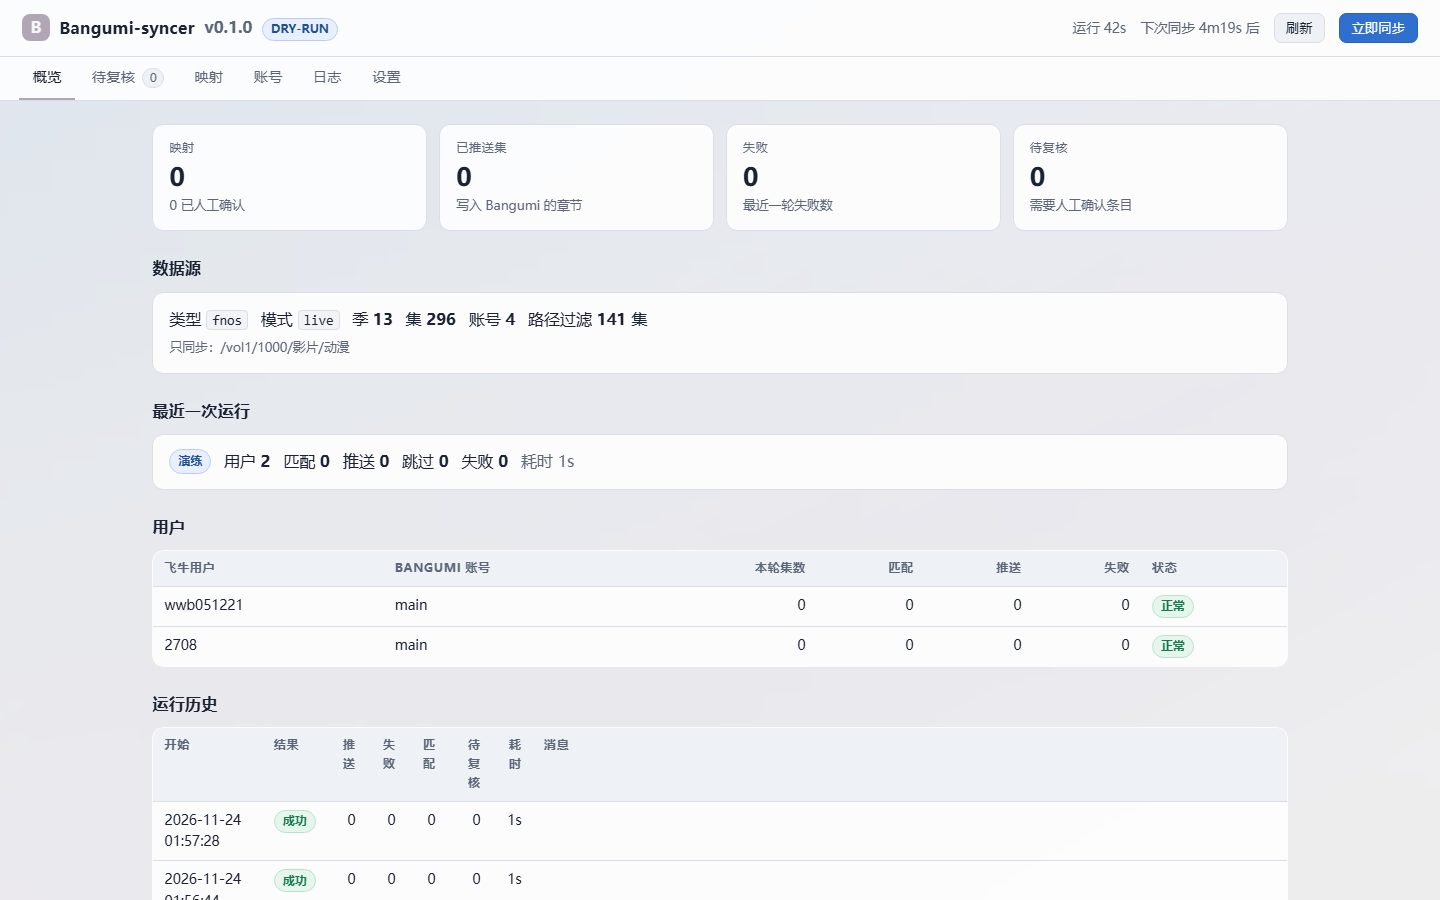 B Bangumi-syncer v0.1.0 DRY-RUN 运行 42s 下次同步 4m19s 后 刷新 立即同步
概览 待复核 0 映射 账号 日志 设置
映射 已推送集 失败 待复核
0 0 0 0
0 已人工确认 写入 Bangumi 的章节 最近一轮失败数 需要人工确认条目
数据源
类型 fnos 模式 live 季 13 集 296 账号 4 路径过滤 141 集
只同步：/vol1/1000/影片/动漫
最近一次运行
演练 用户 2 匹配 0 推送 0 跳过 0 失败 0 耗时 1s
用户
飞牛用户 BANGUMI 账号 本轮集数 匹配 推送 失败 状态
wwb051221 main 0 0 0 0 正常
2708 main 0 0 0 0 正常
运行历史
开始 结果 推送 失败 匹配 待复核 耗时 消息
2026-11-24 01:57:28 成功 0 0 0 0 1s
2026-11-24 01:56:44 成功 0 0 0 0 1s